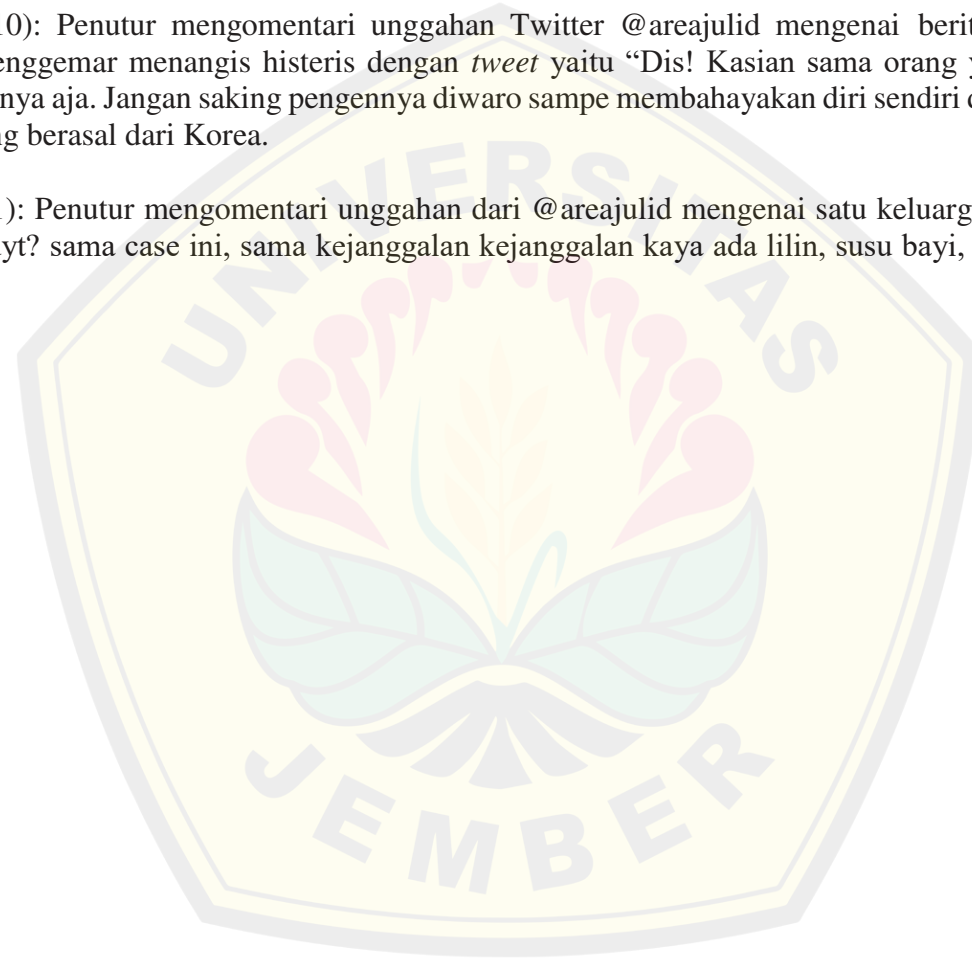 10): Penutur mengomentari unggahan Twitter @areajulid mengenai berit
enggemar menangis histeris dengan tweet yaitu “Dis! Kasian sama orang y
nya aja. Jangan saking pengennya diwaro sampe membahayakan diri sendiri d
ng berasal dari Korea.
1): Penutur mengomentari unggahan dari @areajulid mengenai satu keluarg
yt? sama case ini, sama kejanggalan kejanggalan kaya ada lilin, susu bayi,
UNIVERSITAS
JEMBER